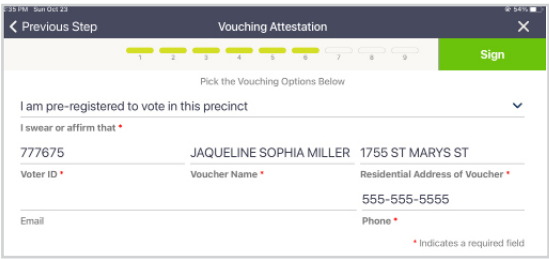 2:35 PM Sun Oct 23 54%
Previous Step Vouching Attestation ×
1 2 3 4 5 6 7 8 9 Sign
Pick the Vouching Options Below
I am pre-registered to vote in this precinct
I swear or affirm that *
777675 JAQUELINE SOPHIA MILLER 1755 ST MARYS ST
Voter ID * Voucher Name * Residential Address of Voucher *
555-555-5555
Email Phone *
* Indicates a required field